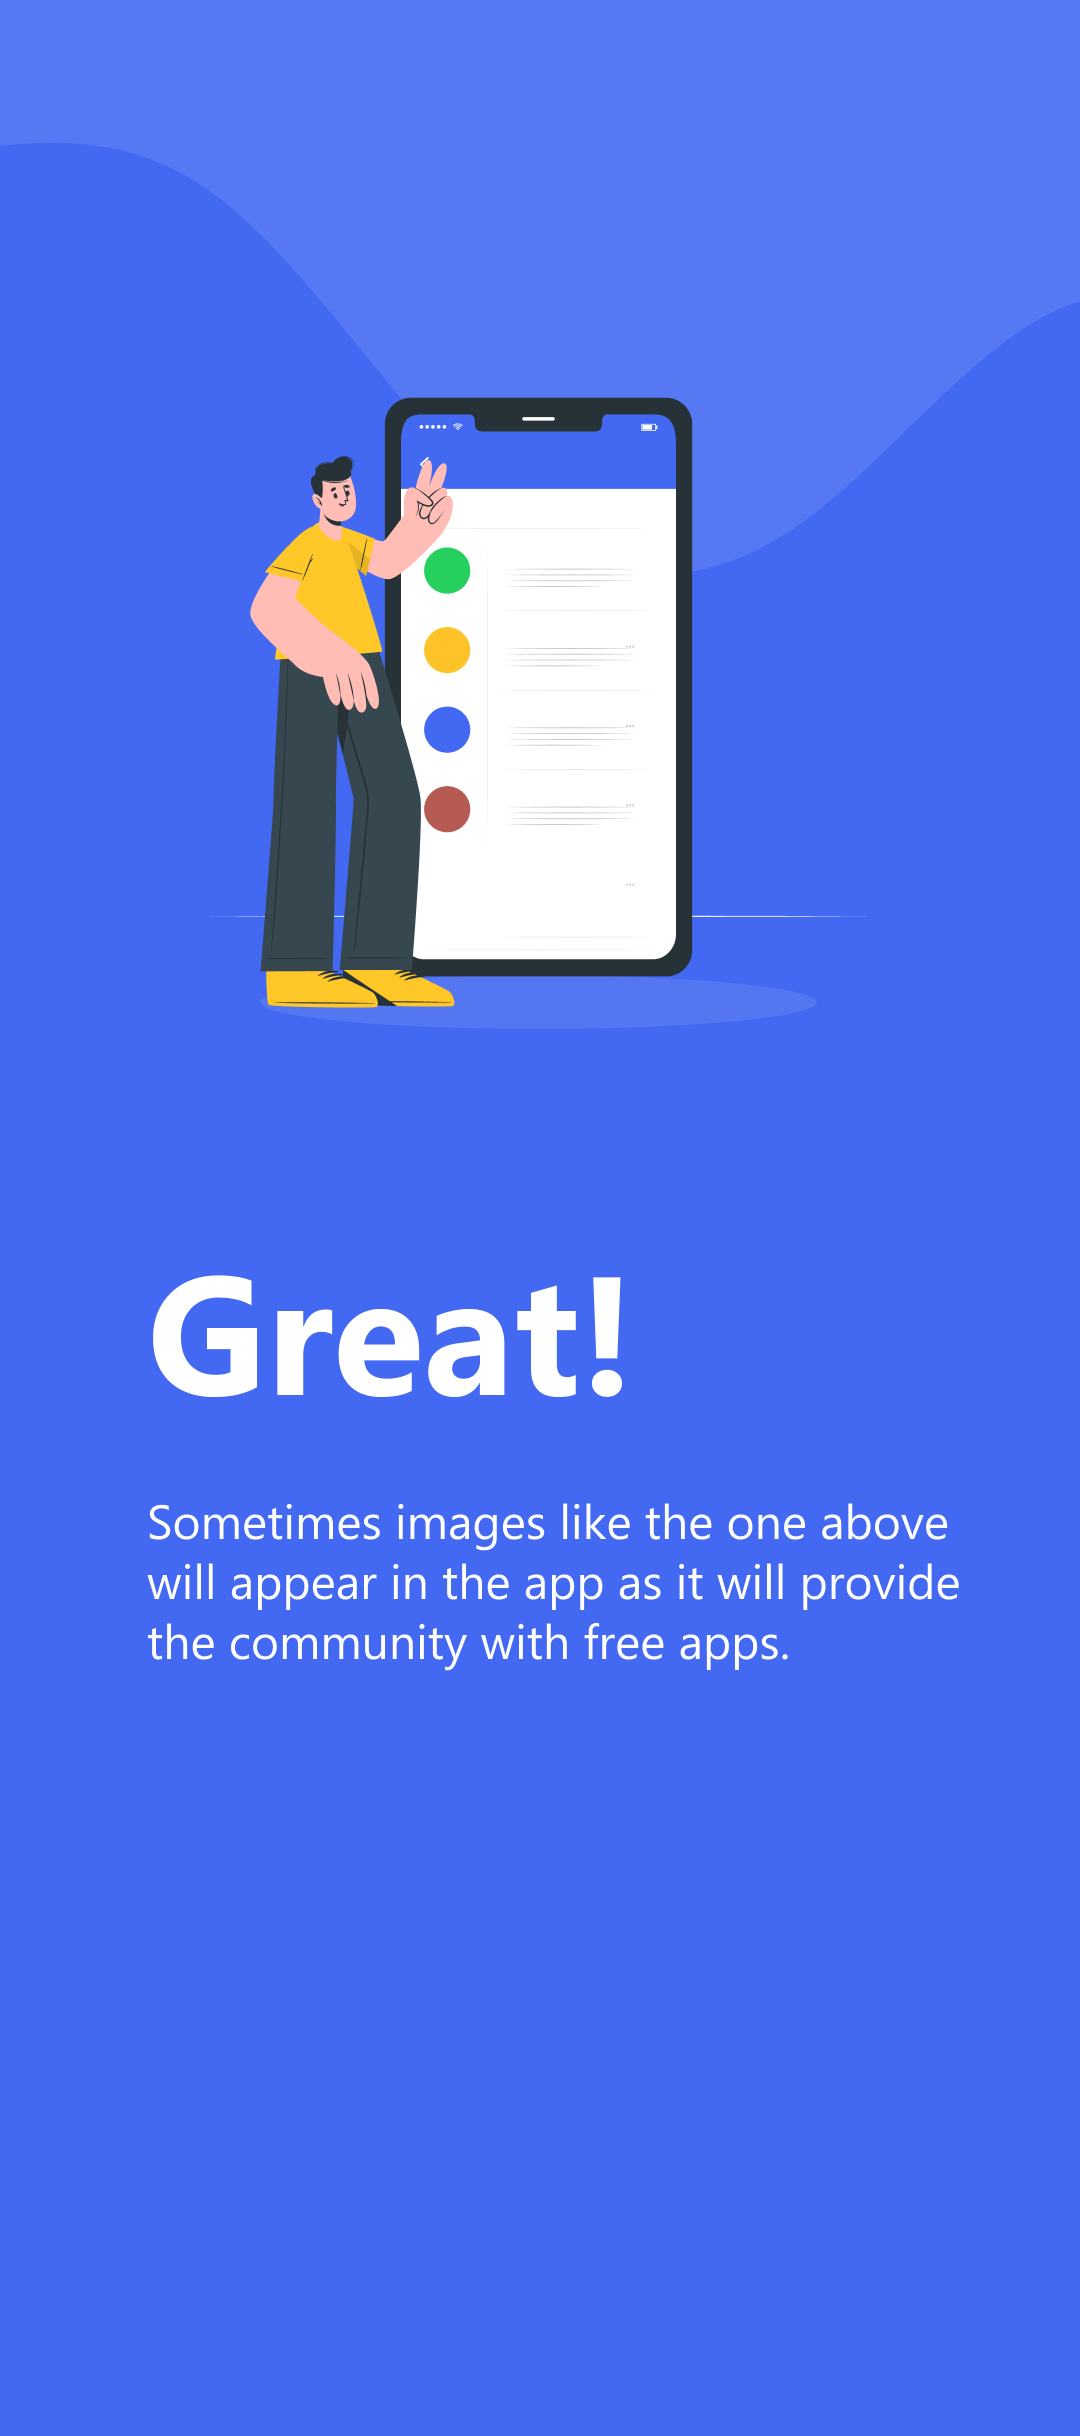 Great!
Sometimes images like the one above
will appear in the app as it will provide
the community with free apps.